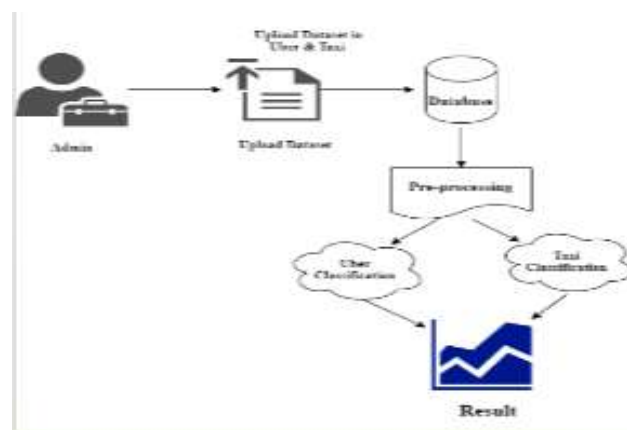 Upload Dataset in
Uber & Taxi
Database
Admin
Upload Dataset
Pre-processing
Uber
Classification
Taxi
Classification
Result